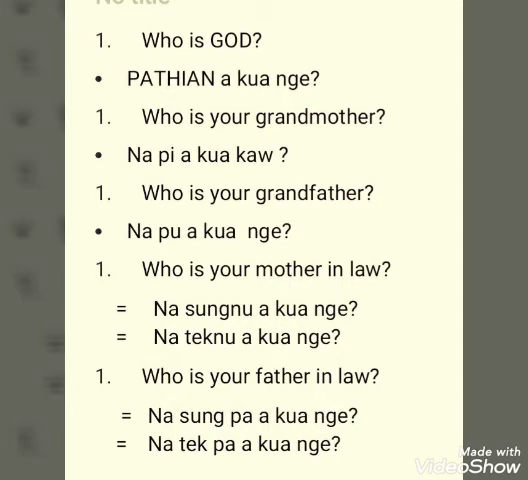 No title
1. Who is GOD?
• PATHIAN a kua nge?
1. Who is your grandmother?
• Na pi a kua kaw ?
1. Who is your grandfather?
• Na pu a kua nge?
1. Who is your mother in law?
= Na sungnu a kua nge?
= Na teknu a kua nge?
1. Who is your father in law?
= Na sung pa a kua nge?
= Na tek pa a kua nge?
Made with
VideoShow